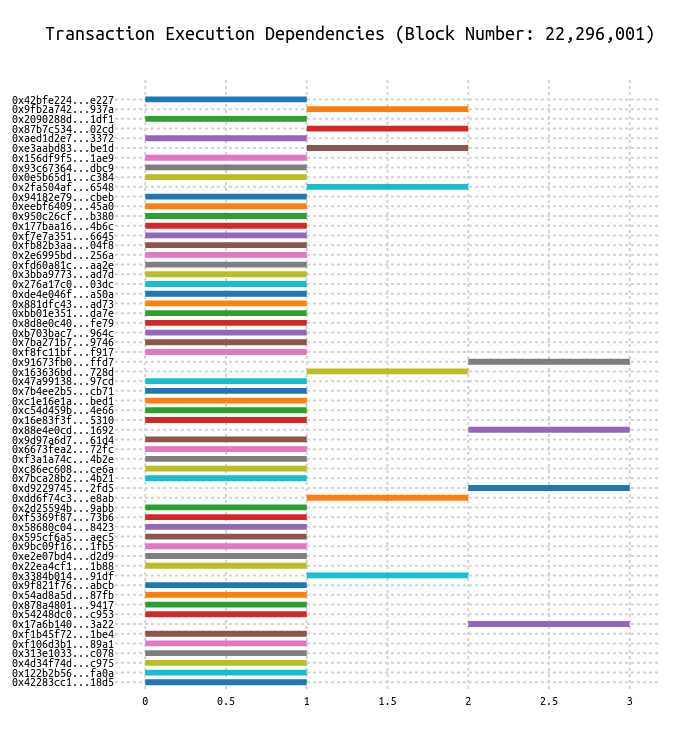 Transaction Execution Dependencies (Block Number: 22,296,001)
0x42bfe224...e227
0x9fb2a742...937a
0x2090288d...1df1
0x87b7c534...02cd
0xaed1d2e7...3372
0xe3aabd83...be1d
0x156df9f5...1ae9
0x93c67364...dbc9
0x0e5b65d1...c384
0x2fa504af...6548
0x94182e79...cbeb
0xeebf6409...45a0
0x950c26cf...b380
0x177baa16...4b6c
0xf7e7a351...6645
0xfb82b3aa...04f8
0x2e6995bd...256a
0xfd60a81c...aa2e
0x3bba9773...ad7d
0x276a17c0...03dc
0xde4e046f...a50a
0x881dfc43...ad73
0xbb01e351...da7e
0x8d8e0c40...fe79
0xb703bac7...964c
0x7ba271b7...9746
0xf8fc11bf...f917
0x91673fb0...ffd7
0x163636bd...728d
0x47a99138...97cd
0x7b4ee2b5...cb71
0xc1e16e1a...bed1
0xc54d459b...4e66
0x16e83f3f...5310
0x88e4e0cd...1692
0x9d97a6d7...61d4
0x6673fea2...72fc
0xf3a1a74c...4b2e
0xc86ec608...ce6a
0x7bca28b2...4b21
0xd9229745...2fd5
0xdd6f74c3...e8ab
0x2d25594b...9abb
0xf5369f87...73b6
0x58680c04...8423
0x595cf6a5...aec5
0x9bc09f16...1fb5
0xe2e07bd4...d2d9
0x22ea4cf1...1b88
0x3384b014...91df
0x9f821f76...abcb
0x54ad8a5d...87fb
0x878a4801...9417
0x54248dc0...c953
0x17a6b140...3a22
0xf1b45f72...1be4
0xf106d3b1...89a1
0x313e1033...c078
0x4d34f74d...c975
0x122b2b56...fa0a
0x42283cc1...18d5
0 0.5 1 1.5 2 2.5 3